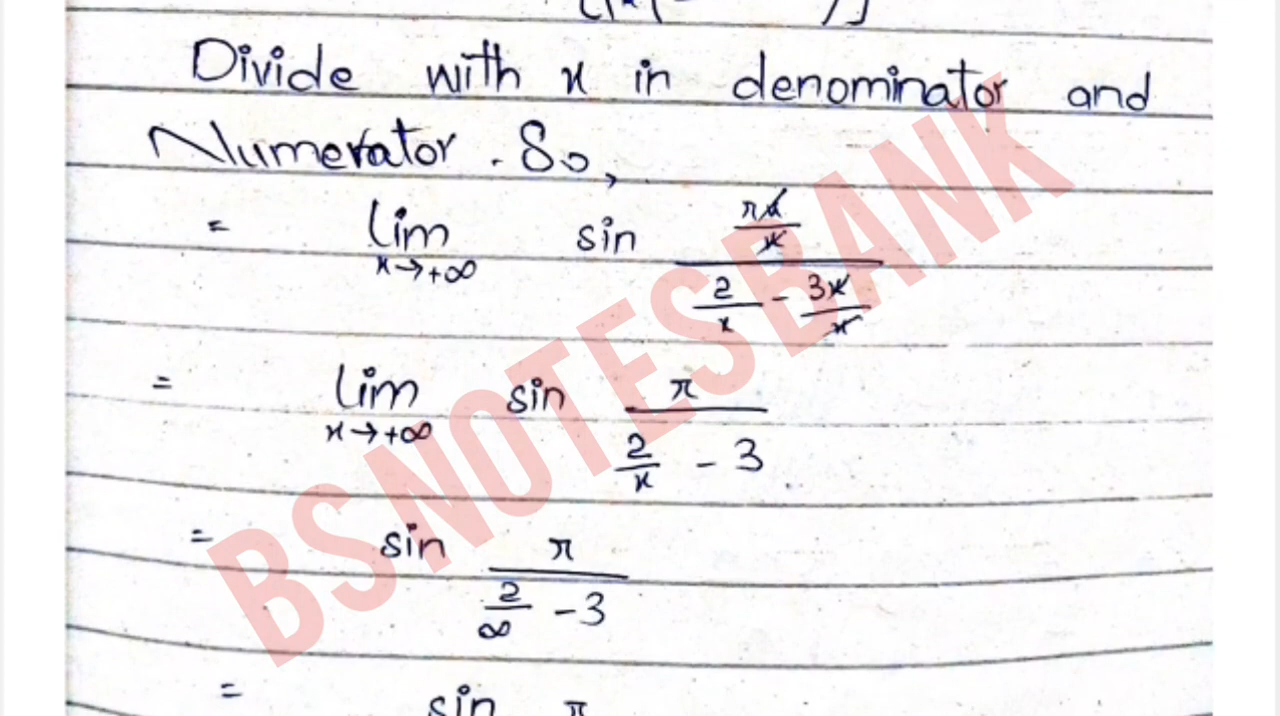 Divide with x in denominator and
Numerator. So,
= lim x→+∞ sin (πx/x)/(2/x - 3x/x)
= lim x→+∞ sin π/(2/x - 3)
= sin π/(2/∞ - 3)
= sin π
BSNOTESBANK